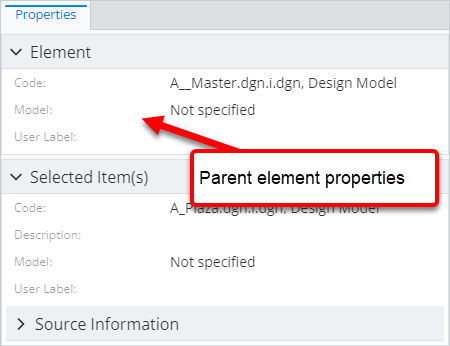 Properties
Element
Code: A__Master.dgn.i.dgn, Design Model
Model: Not specified
User Label:
Parent element properties
Selected Item(s)
Code: A_Plaza.dgn.i.dgn, Design Model
Description:
Model: Not specified
User Label:
Source Information